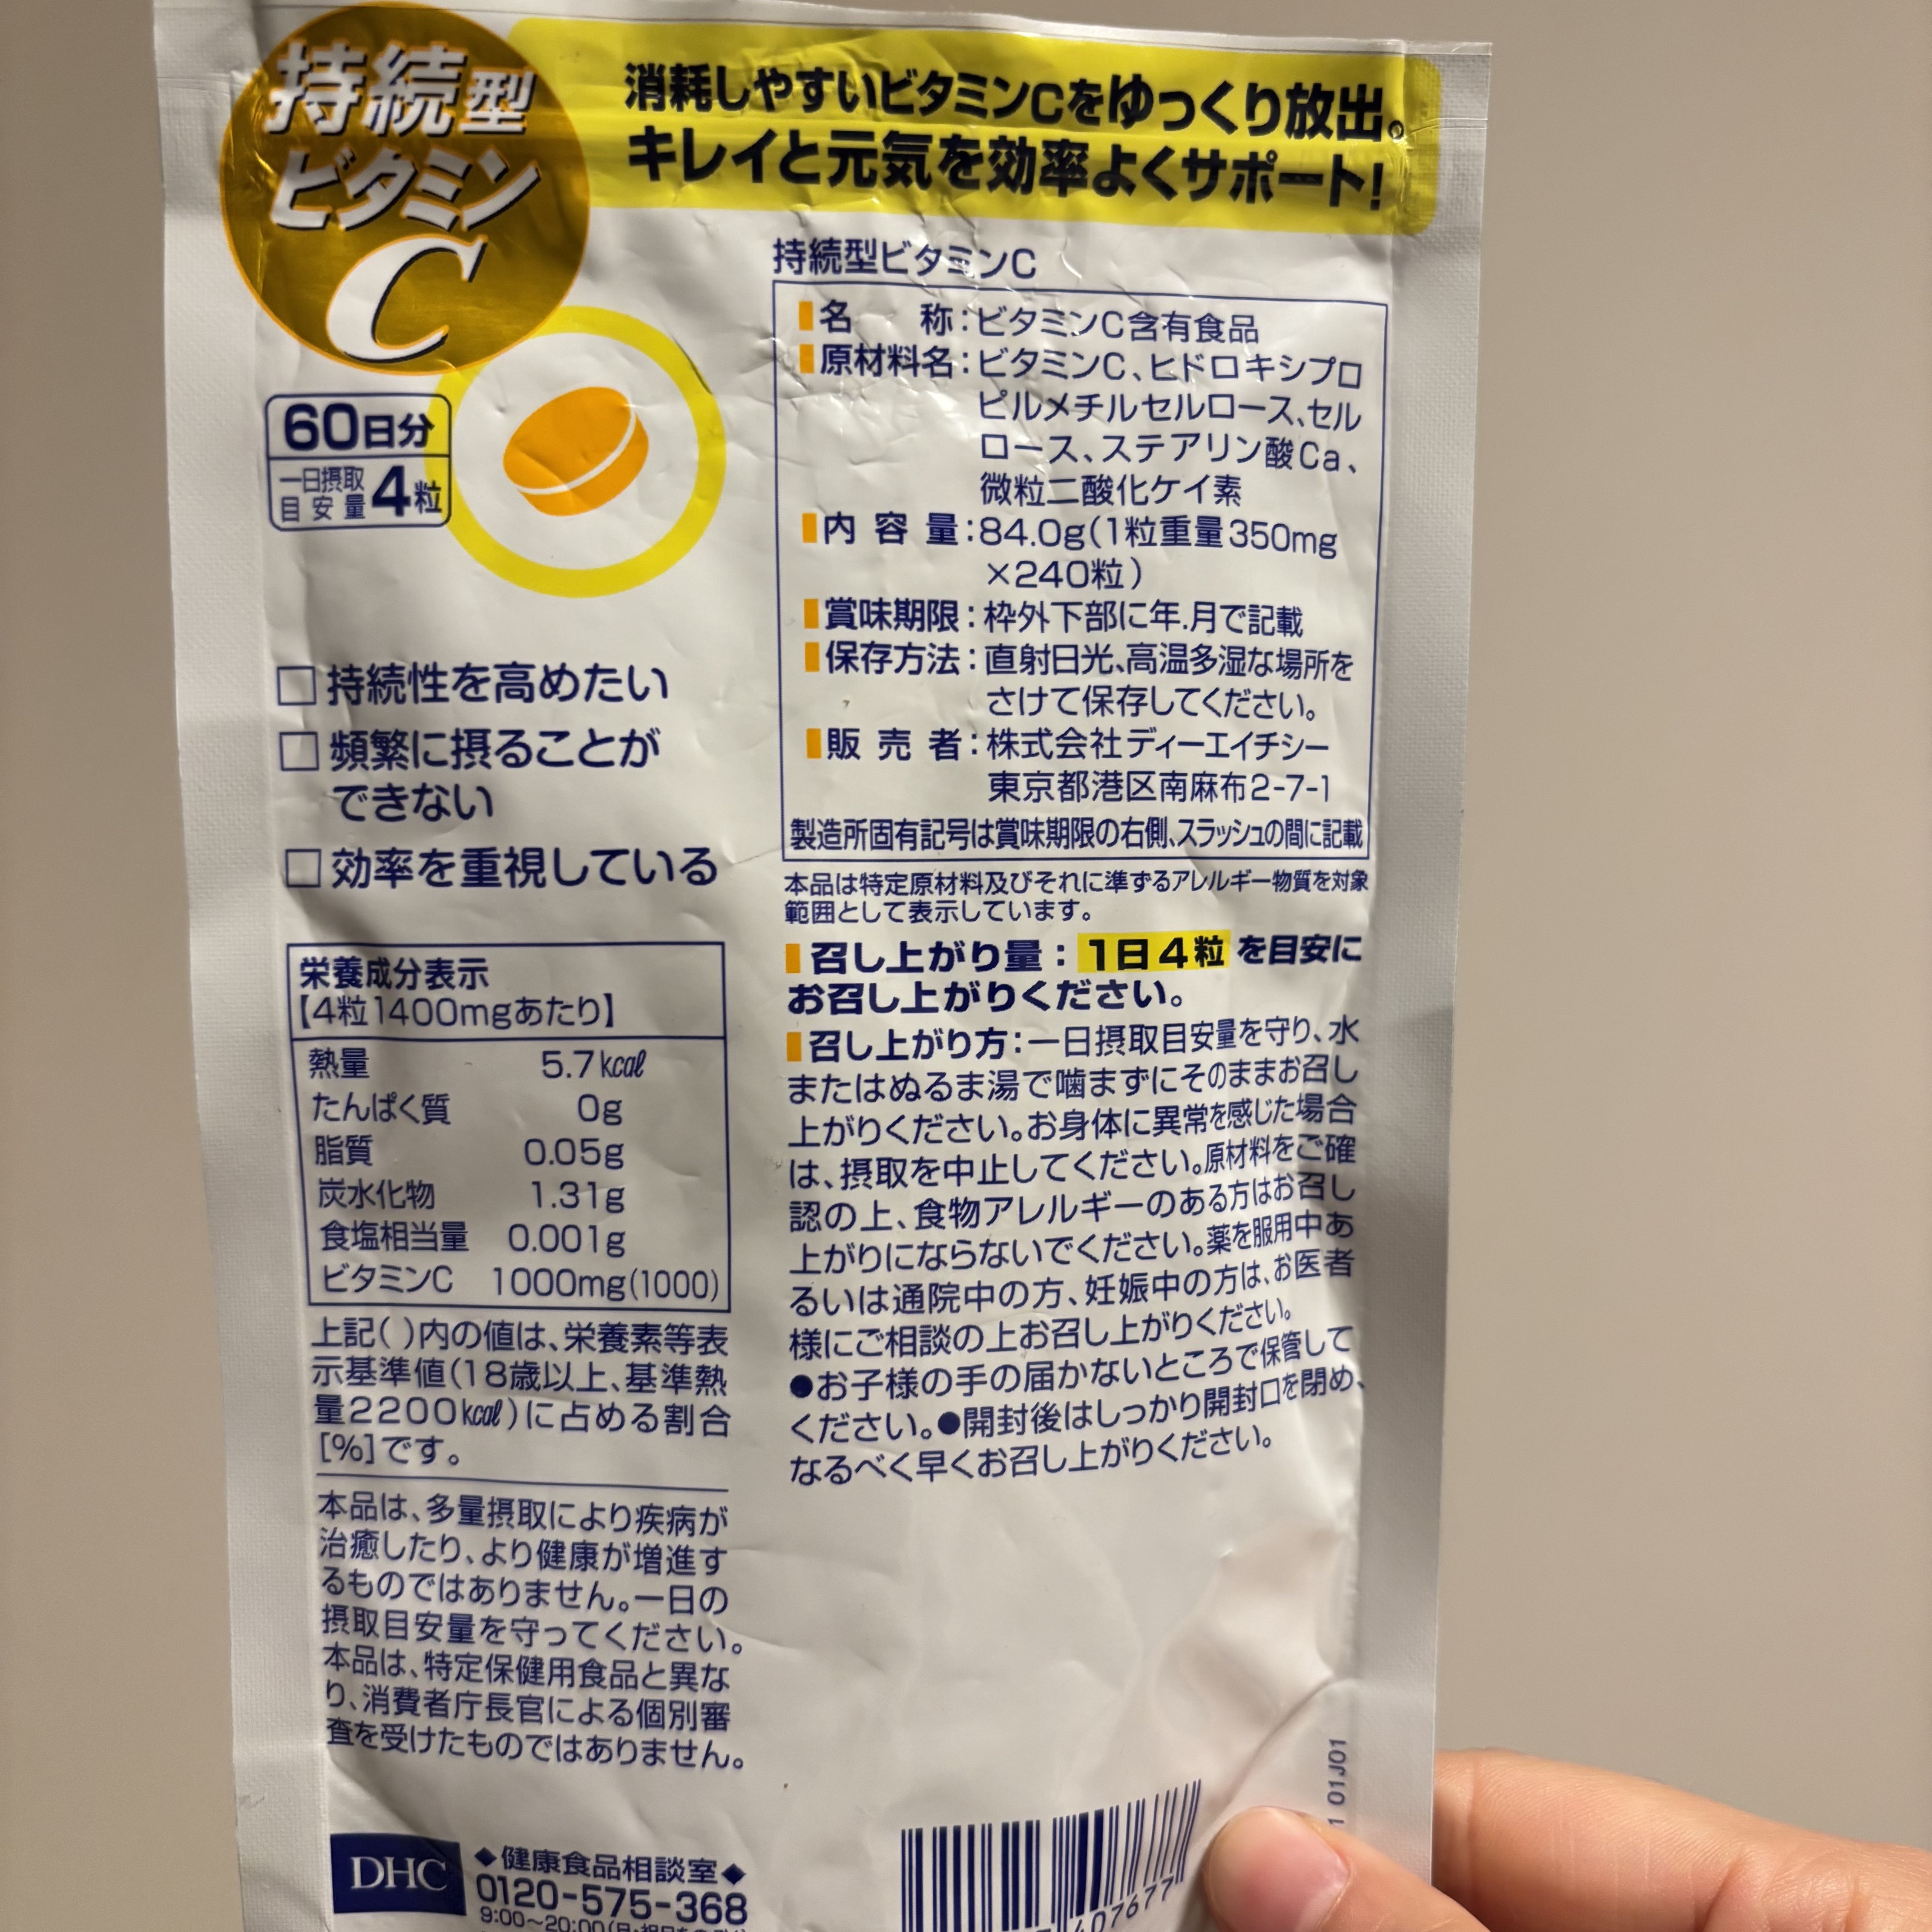 持続型
ビタミン
C
消耗しやすいビタミンCをゆっくり放出。
キレイと元気を効率よくサポート!
60日分
一日摂取
目安量 4粒
□ 持続性を高めたい
□ 頻繁に摂ることが
できない
□ 効率を重視している
栄養成分表示
【4粒1400mgあたり】
熱量 5.7kcal
たんぱく質 0g
脂質 0.05g
炭水化物 1.31g
食塩相当量 0.001g
ビタミンC 1000mg(1000)
上記( )内の値は、栄養素等表
示基準値(18歳以上、基準熱
量2200kcal)に占める割合
[%]です。
本品は、多量摂取により疾病が
治癒したり、より健康が増進す
るものではありません。一日の
摂取目安量を守ってください。
本品は、特定保健用食品と異な
り、消費者庁長官による個別審
査を受けたものではありません。
DHC
◆健康食品相談室◆
0120-575-368
9:00~20:00
持続型ビタミンC
名 称:ビタミンC含有食品
原材料名:ビタミンC、ヒドロキシプロ
ピルメチルセルロース、セル
ロース、ステアリン酸Ca、
微粒二酸化ケイ素
内容量:84.0g(1粒重量350mg
×240粒)
賞味期限:枠外下部に年.月で記載
保存方法:直射日光、高温多湿な場所を
さけて保存してください。
販売者:株式会社ディーエイチシー
東京都港区南麻布2-7-1
製造所固有記号は賞味期限の右側、スラッシュの間に記載
本品は特定原材料及びそれに準ずるアレルギー物質を対象
範囲として表示しています。
召し上がり量:1日4粒を目安に
お召し上がりください。
召し上がり方:一日摂取目安量を守り、水
またはぬるま湯で噛まずにそのままお召し
上がりください。お身体に異常を感じた場合
は、摂取を中止してください。原材料をご確
認の上、食物アレルギーのある方はお召し
上がりにならないでください。薬を服用中あ
るいは通院中の方、妊娠中の方は、お医者
様にご相談の上お召し上がりください。
●お子様の手の届かないところで保管して
ください。●開封後はしっかり開封口を閉め、
なるべく早くお召し上がりください。
1 01J01
407677